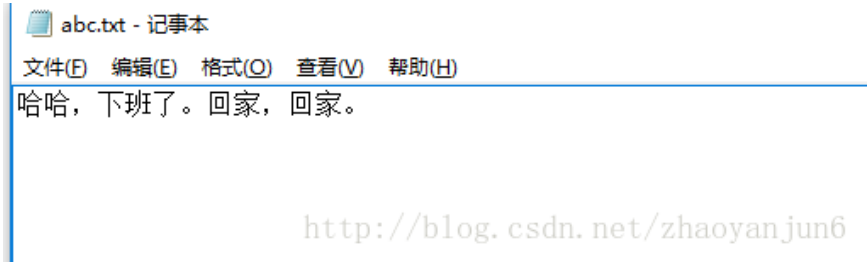 abc.txt - 记事本
文件(F) 编辑(E) 格式(O) 查看(V) 帮助(H)
哈哈，下班了。回家，回家。
http://blog.csdn.net/zhaoyanjun6